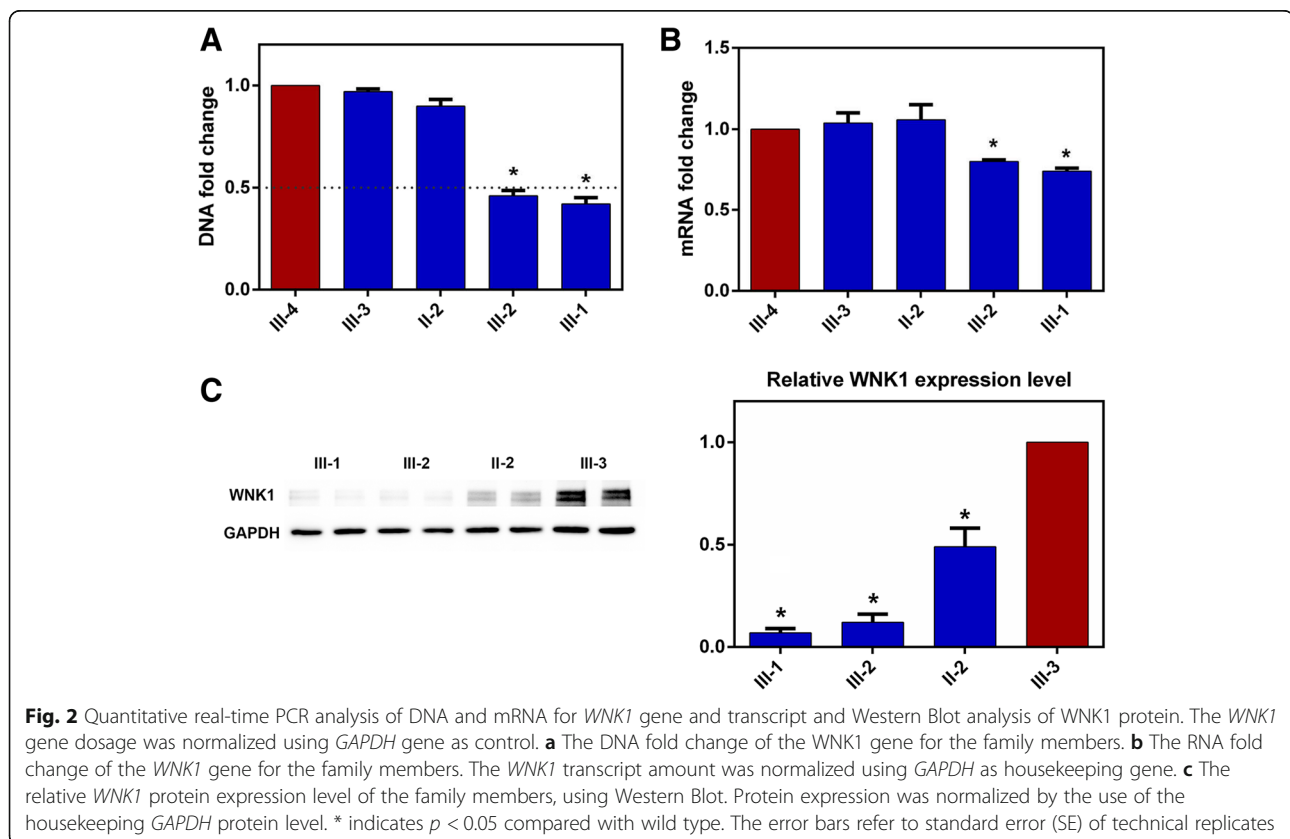 A
DNA fold change
1.0
0.5
0.0
*
*
III-4
III-3
II-2
III-2
III-1
B
mRNA fold change
1.5
1.0
0.5
0.0
*
*
III-4
III-3
II-2
III-2
III-1
C
III-1 III-2 II-2 III-3
WNK1
GAPDH
Relative WNK1 expression level
1.0
0.5
0.0
*
*
*
III-1
III-2
II-2
III-3
Fig. 2 Quantitative real-time PCR analysis of DNA and mRNA for WNK1 gene and transcript and Western Blot analysis of WNK1 protein. The WNK1
gene dosage was normalized using GAPDH gene as control. a The DNA fold change of the WNK1 gene for the family members. b The RNA fold
change of the WNK1 gene for the family members. The WNK1 transcript amount was normalized using GAPDH as housekeeping gene. c The
relative WNK1 protein expression level of the family members, using Western Blot. Protein expression was normalized by the use of the
housekeeping GAPDH protein level. * indicates p < 0.05 compared with wild type. The error bars refer to standard error (SE) of technical replicates